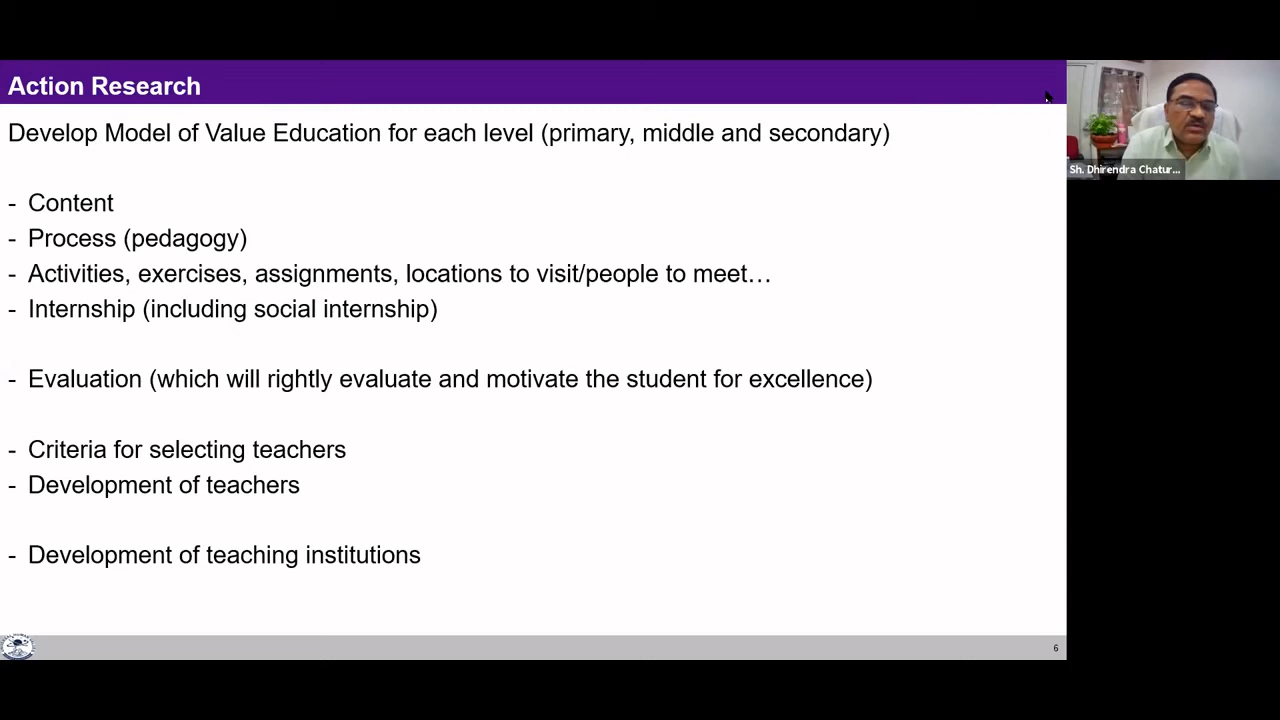 Action Research
Develop Model of Value Education for each level (primary, middle and secondary)
- Content
- Process (pedagogy)
- Activities, exercises, assignments, locations to visit/people to meet…
- Internship (including social internship)
- Evaluation (which will rightly evaluate and motivate the student for excellence)
- Criteria for selecting teachers
- Development of teachers
- Development of teaching institutions
6
Sh. Dhirendra Chatur...